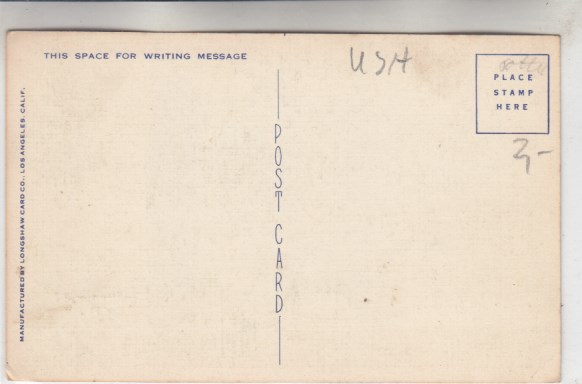 THIS SPACE FOR WRITING MESSAGE
USA
PLACE
STAMP
HERE
3,-
POST CARD
MANUFACTURED BY LONGSHAW CARD CO., LOS ANGELES, CALIF.